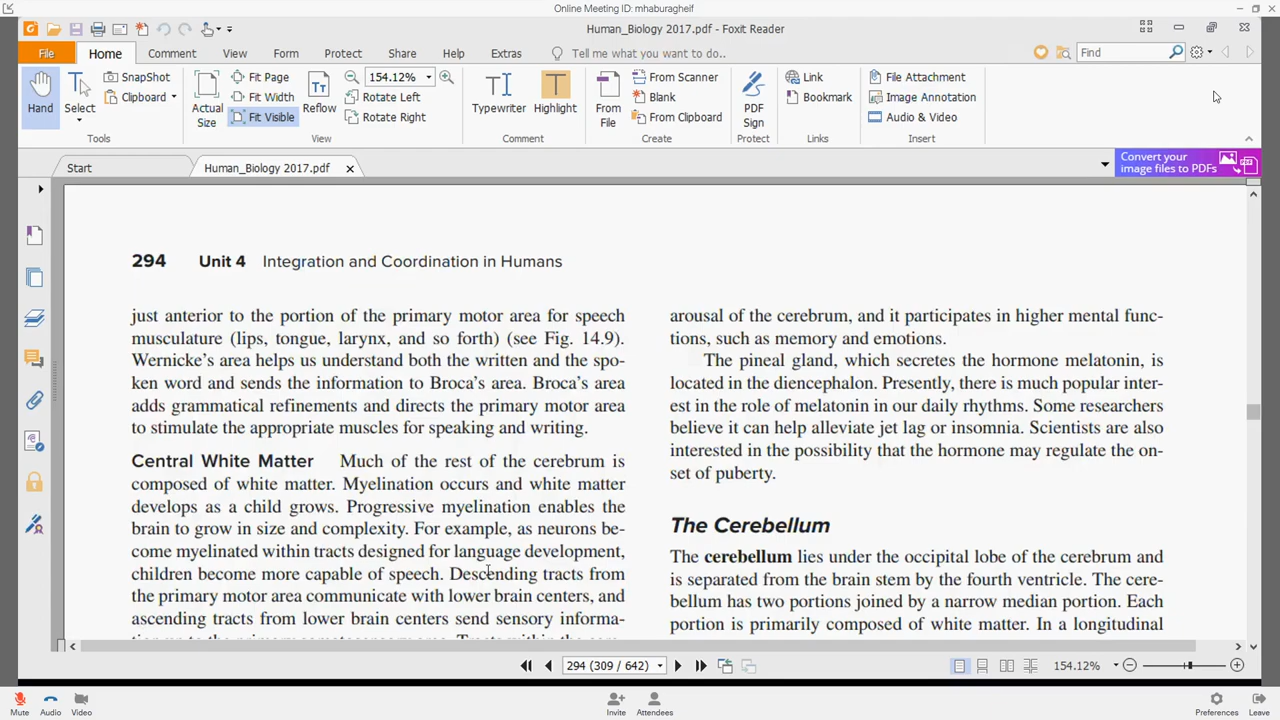 Online Meeting ID: mhaburagheif
Human_Biology 2017.pdf - Foxit Reader
File Home Comment View Form Protect Share Help Extras Tell me what you want to do.. Find
Hand
Select
SnapShot
Clipboard
Tools
Actual
Size
Fit Page
Fit Width
Fit Visible
Reflow
154.12%
Rotate Left
Rotate Right
View
Typewriter
Highlight
Comment
From
File
From Scanner
Blank
From Clipboard
Create
PDF
Sign
Protect
Link
Bookmark
Links
File Attachment
Image Annotation
Audio & Video
Insert
Start
Human_Biology 2017.pdf
Convert your
image files to PDFs
294 Unit 4 Integration and Coordination in Humans
just anterior to the portion of the primary motor area for speech
musculature (lips, tongue, larynx, and so forth) (see Fig. 14.9).
Wernicke's area helps us understand both the written and the spo-
ken word and sends the information to Broca's area. Broca's area
adds grammatical refinements and directs the primary motor area
to stimulate the appropriate muscles for speaking and writing.
Central White Matter Much of the rest of the cerebrum is
composed of white matter. Myelination occurs and white matter
develops as a child grows. Progressive myelination enables the
brain to grow in size and complexity. For example, as neurons be-
come myelinated within tracts designed for language development,
children become more capable of speech. Descending tracts from
the primary motor area communicate with lower brain centers, and
ascending tracts from lower brain centers send sensory informa-
arousal of the cerebrum, and it participates in higher mental func-
tions, such as memory and emotions.
The pineal gland, which secretes the hormone melatonin, is
located in the diencephalon. Presently, there is much popular inter-
est in the role of melatonin in our daily rhythms. Some researchers
believe it can help alleviate jet lag or insomnia. Scientists are also
interested in the possibility that the hormone may regulate the on-
set of puberty.
The Cerebellum
The cerebellum lies under the occipital lobe of the cerebrum and
is separated from the brain stem by the fourth ventricle. The cere-
bellum has two portions joined by a narrow median portion. Each
portion is primarily composed of white matter. In a longitudinal
294 (309 / 642)
154.12%
Mute Audio Video Invite Attendees Preferences Leave